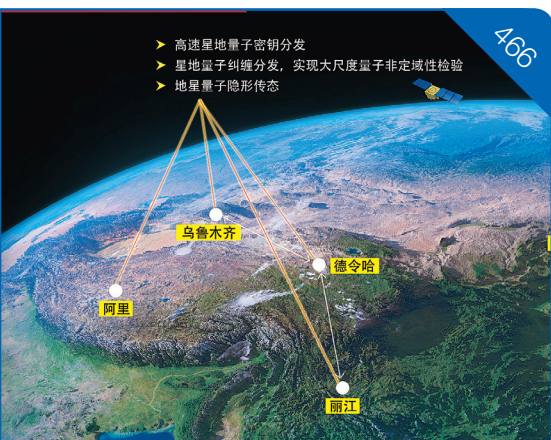 466
高速星地量子密钥分发
星地量子纠缠分发，实现大尺度量子非定域性检验
地星量子隐形传态
乌鲁木齐
德令哈
阿里
丽江